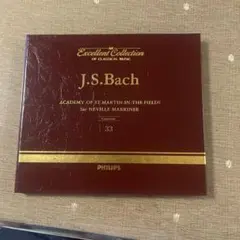 Excellent Collection
OF CLASSICAL MUSIC
J.S.Bach
ACADEMY OF ST. MARTIN-IN-THE-FIELDS
Sir NEVILLE MARRINER
33
PHILIPS